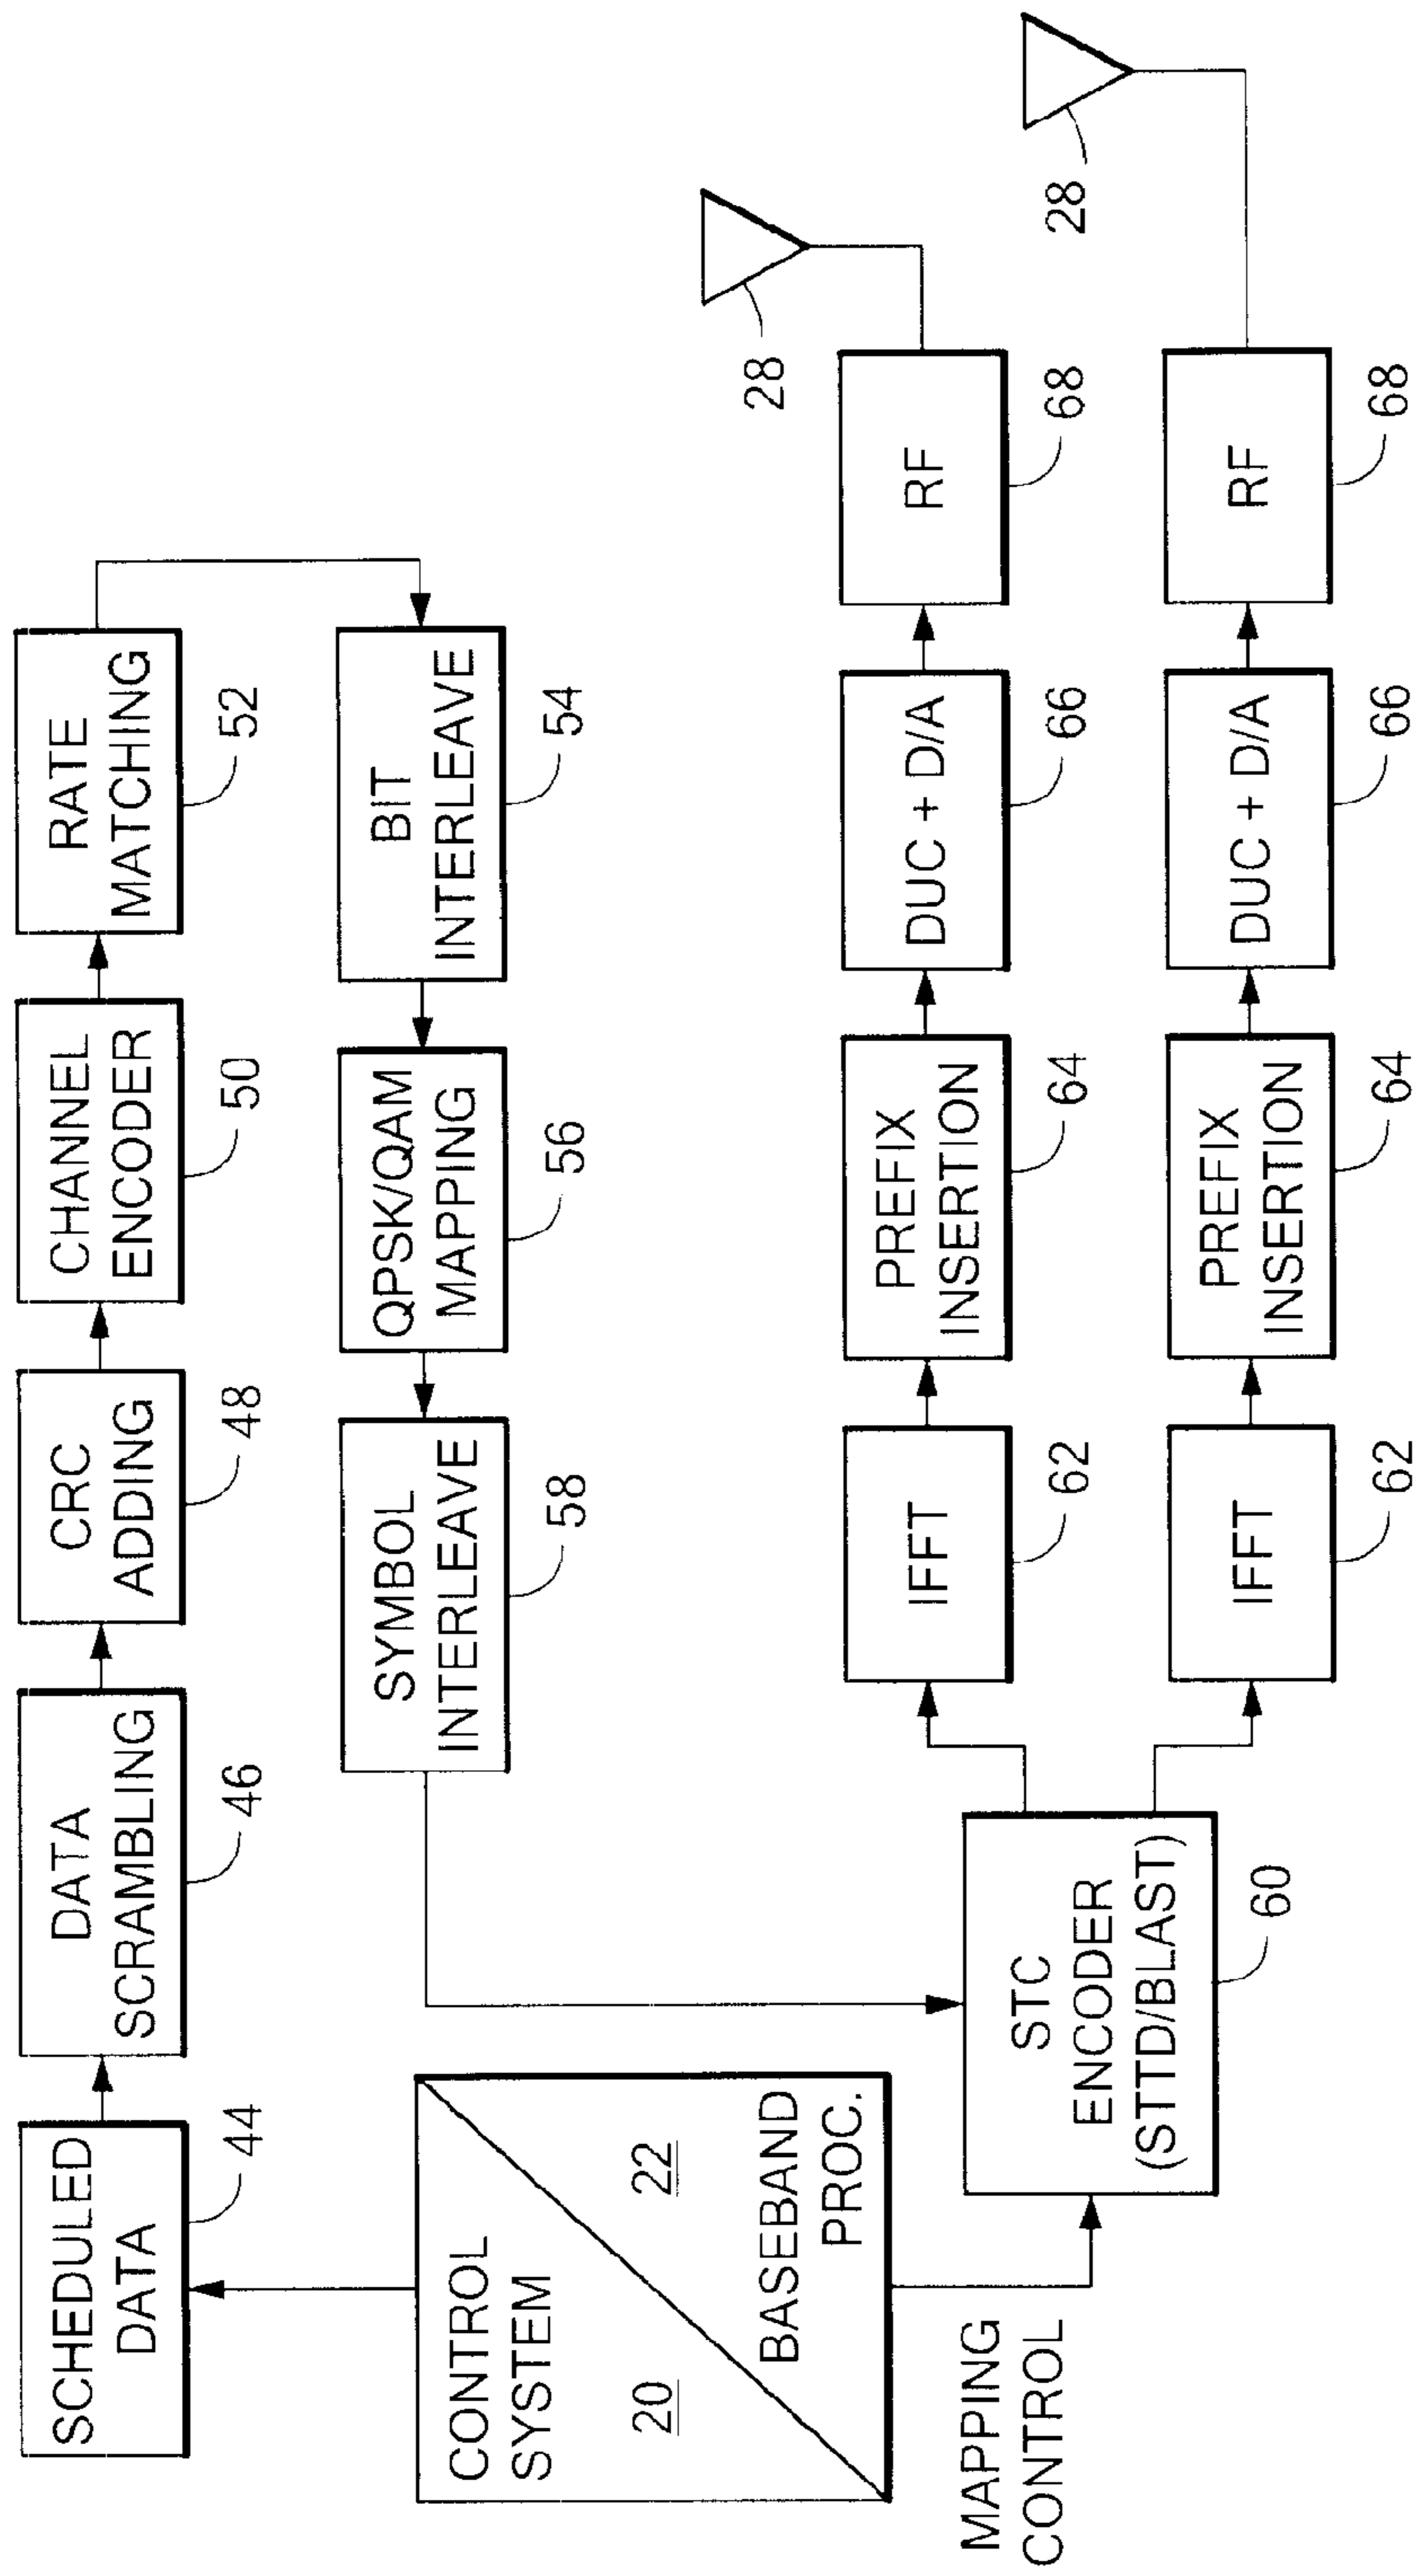 SCHEDULED
DATA
44
DATA
SCRAMBLING
46
CRC
ADDING
48
CHANNEL
ENCODER
50
RATE
MATCHING
52
CONTROL
SYSTEM
20
22
BASEBAND
PROC.
SYMBOL
INTERLEAVE
58
QPSK/QAM
MAPPING
56
BIT
INTERLEAVE
54
MAPPING
CONTROL
STC
ENCODER
(STTD/BLAST)
60
IFFT
62
PREFIX
INSERTION
64
DUC + D/A
66
RF
68
28
IFFT
62
PREFIX
INSERTION
64
DUC + D/A
66
RF
68
28